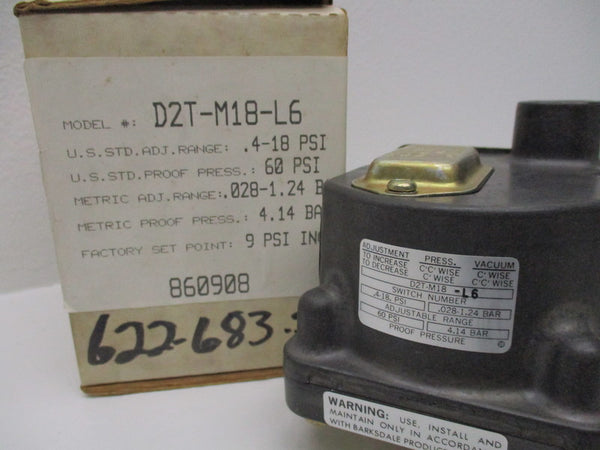 MODEL #: D2T-M18-L6
U.S.STD.ADJ.RANGE: .4-18 PSI
U.S.STD.PROOF PRESS.: 60 PSI
METRIC ADJ.RANGE:.028-1.24 BA
METRIC PROOF PRESS.: 4.14 BAR
FACTORY SET POINT: 9 PSI INC
860908
622-683
ADJUSTMENT PRESS. VACUUM
TO INCREASE C'C' WISE C' WISE
TO DECREASE C' WISE C'C' WISE
D2T-M18 -L6
SWITCH NUMBER
.4-18. PSI .028-1.24 BAR
ADJUSTABLE RANGE
60 PSI 4.14 BAR
PROOF PRESSURE
WARNING: USE, INSTALL AND
MAINTAIN ONLY IN ACCORDA
WITH BARKSDALE PRODUC